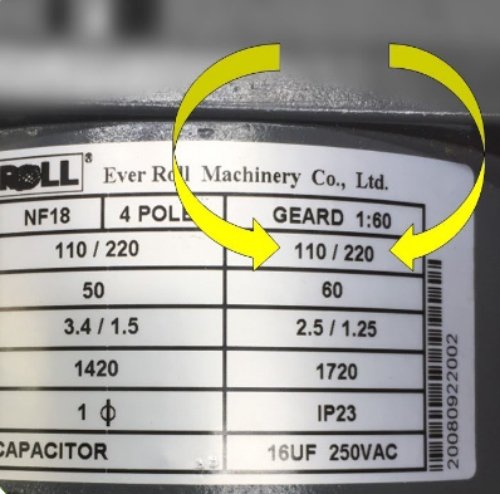 ROLL ® Ever Roll Machinery Co., Ltd.
NF18 4 POLE GEARD 1:60
110 / 220 110 / 220
50 60
3.4 / 1.5 2.5 / 1.25
1420 1720
1 ϕ IP23
CAPACITOR 16UF 250VAC
20080922002